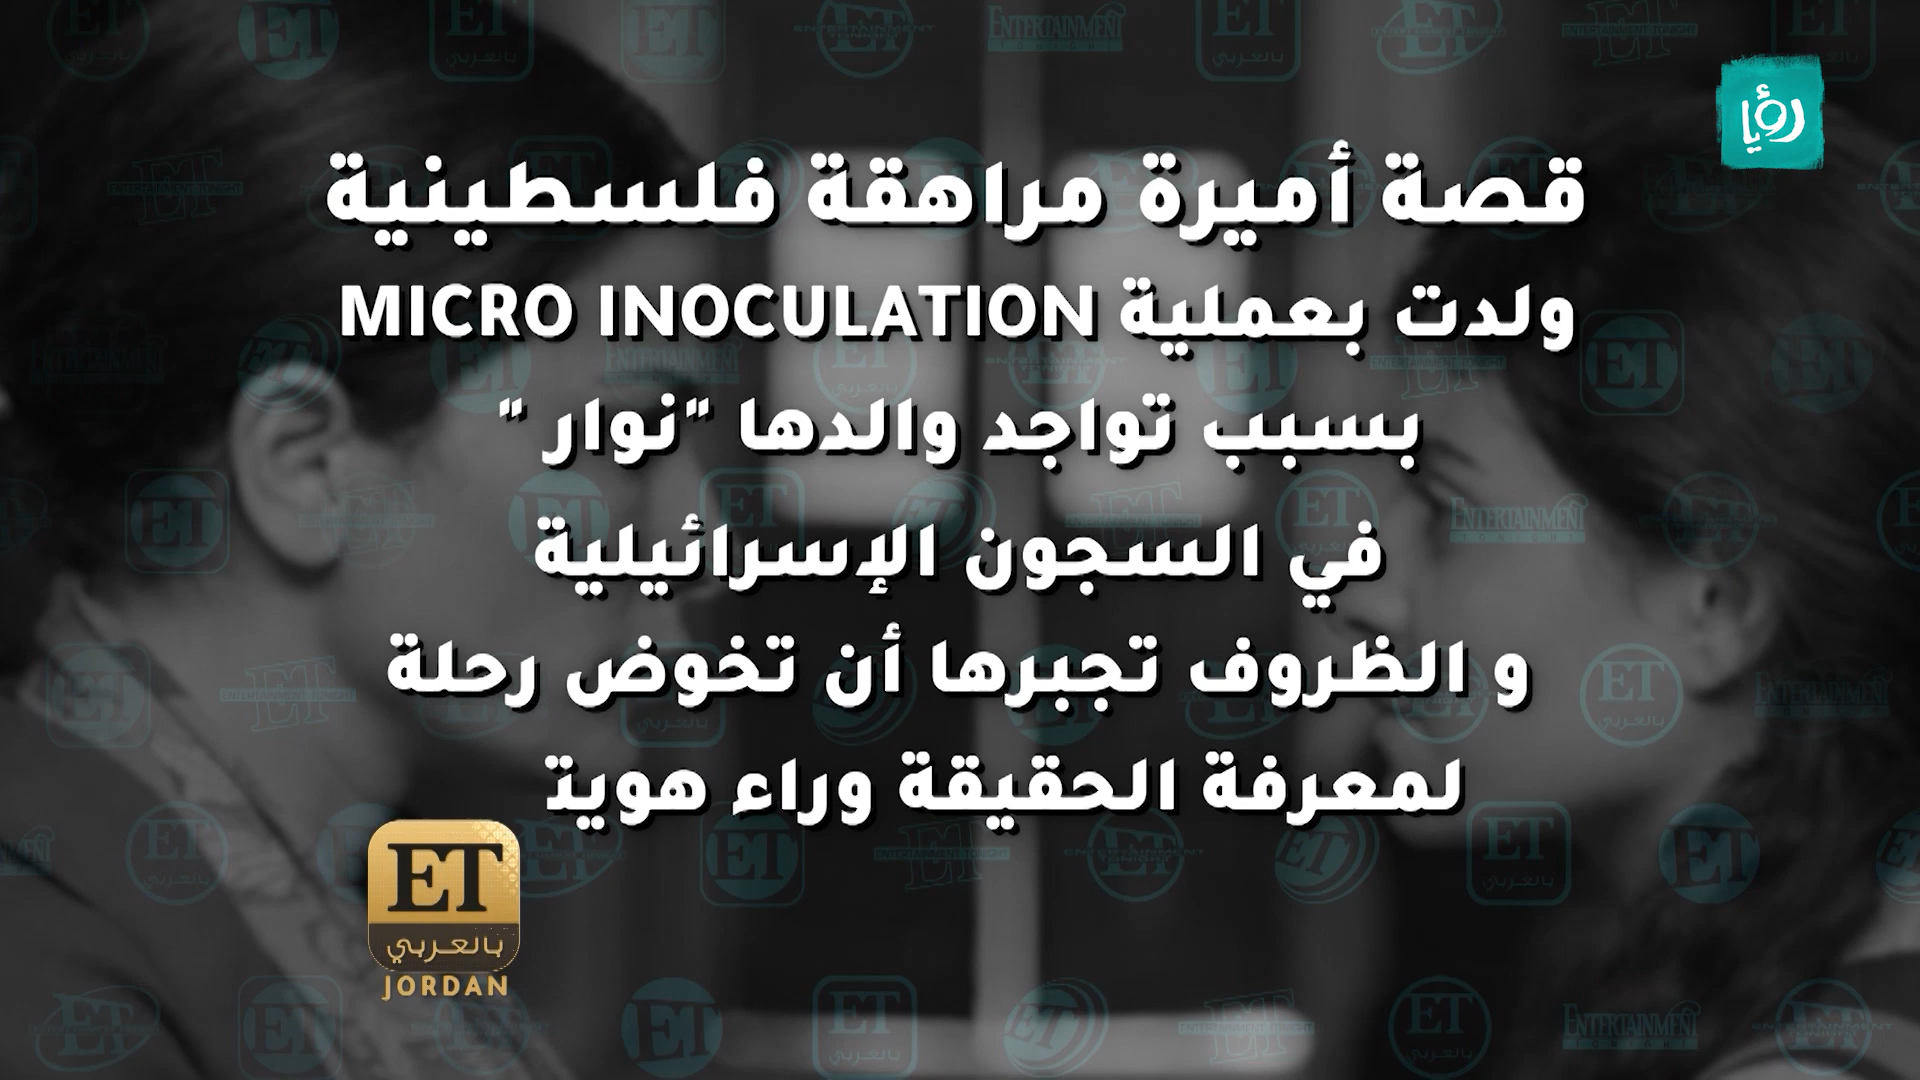 رؤيا
قصة أميرة مراهقة فلسطينية
ولدت بعملية MICRO INOCULATION
بسبب تواجد والدها "نوار "
في السجون الإسرائيلية
و الظروف تجبرها أن تخوض رحلة
لمعرفة الحقيقة وراء هويت
ET
بالعربي
JORDAN